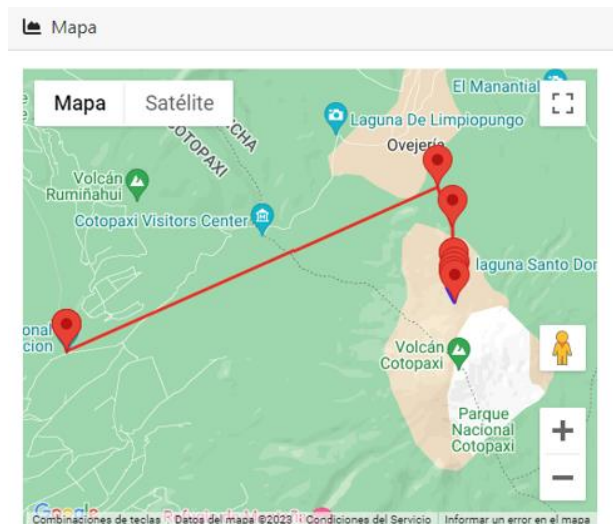 Mapa
Mapa
Satélite
El Manantial
Laguna De Limpiopungo
Ovejería
COTOPAXI
Volcán
Rumiñahui
Cotopaxi Visitors Center
laguna Santo Dor
onal
cion
Volcán
Cotopaxi
Parque
Nacional
Cotopaxi
Google
Combinaciones de teclas
Datos del mapa ©2023
Condiciones del Servicio
Informar un error en el mapa